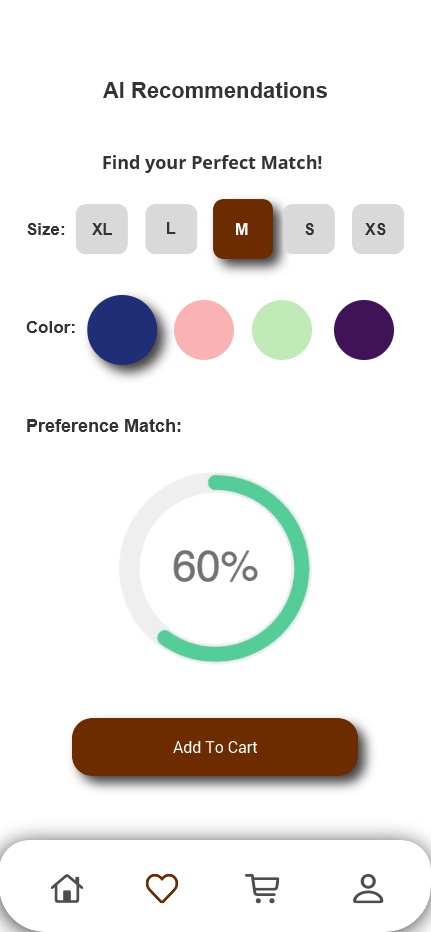 AI Recommendations
Find your Perfect Match!
Size: XL L M S XS
Color:
Preference Match:
60%
Add To Cart